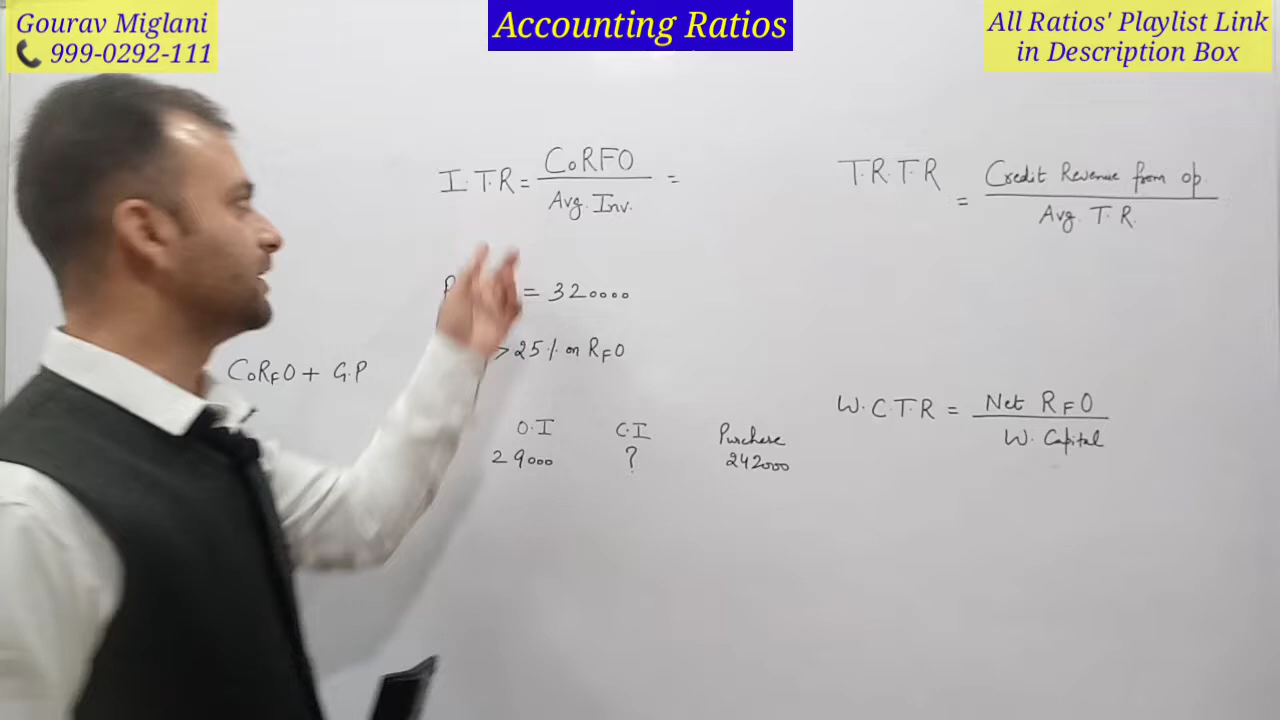 Gourav Miglani
999-0292-111
Accounting Ratios
All Ratios' Playlist Link
in Description Box
I.T.R = CoRFO / Avg. Inv. =
= 320000
25% on RFO
CoRFO + G.P
O.I C.I Purchase
29000 ? 242000
T.R.T.R = Credit Revenue from op. / Avg. T.R.
W.C.T.R = Net RFO / W. Capital